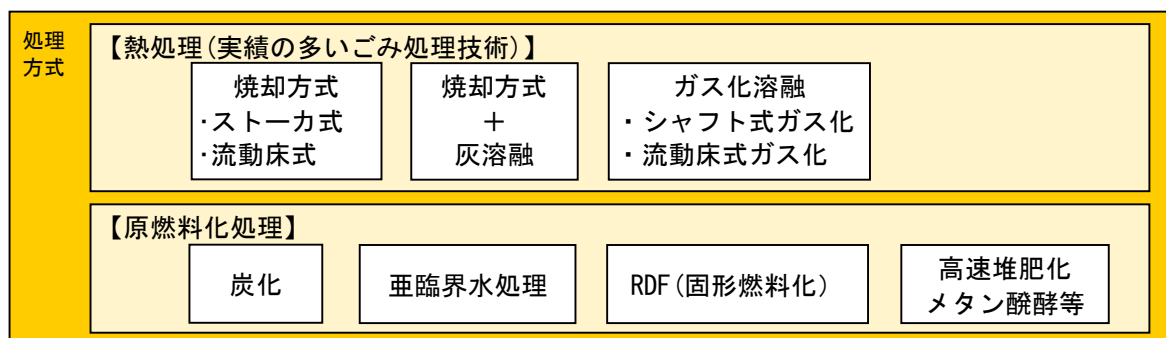 処理
方式
【熱処理(実績の多いごみ処理技術)】
焼却方式
・ストーカ式
・流動床式
焼却方式
＋
灰溶融
ガス化溶融
・シャフト式ガス化
・流動床式ガス化
【原燃料化処理】
炭化
亜臨界水処理
RDF(固形燃料化)
高速堆肥化
メタン醗酵等